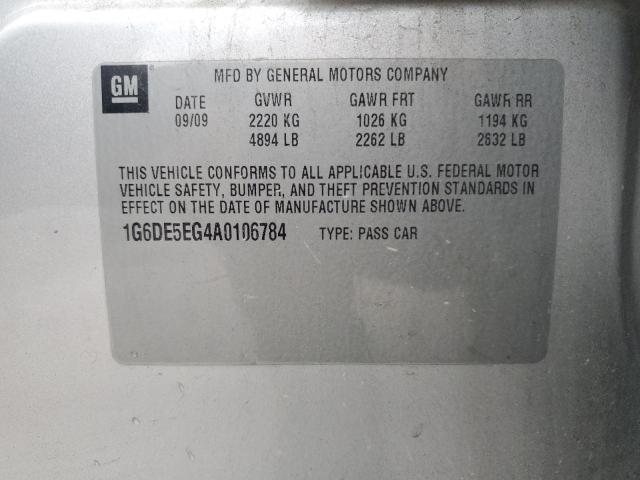 GM
MFD BY GENERAL MOTORS COMPANY
DATE GVWR GAWR FRT GAWR RR
09/09 2220 KG 1026 KG 1194 KG
4894 LB 2262 LB 2632 LB
THIS VEHICLE CONFORMS TO ALL APPLICABLE U.S. FEDERAL MOTOR
VEHICLE SAFETY, BUMPER, AND THEFT PREVENTION STANDARDS IN
EFFECT ON THE DATE OF MANUFACTURE SHOWN ABOVE.
1G6DE5EG4A0106784 TYPE: PASS CAR